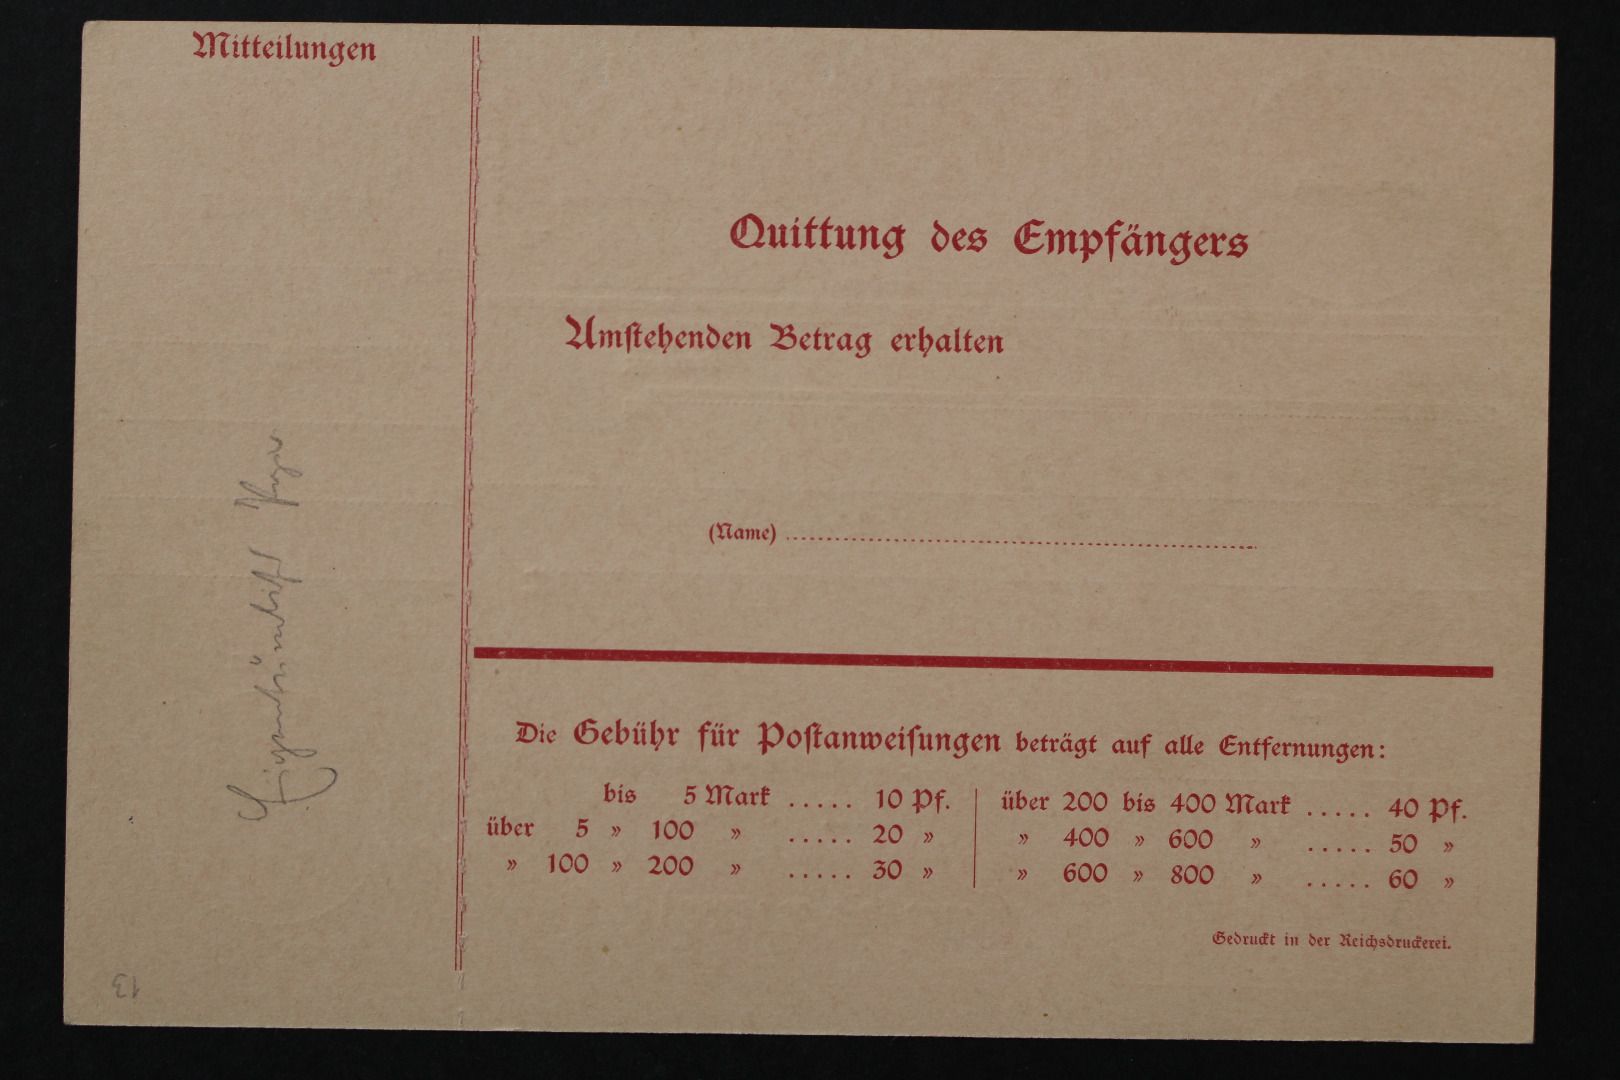 Mitteilungen
Quittung des Empfängers
Umstehenden Betrag erhalten
(Name) ....................
Die Gebühr für Postanweisungen beträgt auf alle Entfernungen:
bis 5 Mark ..... 10 Pf.
über 5 » 100 » ..... 20 »
» 100 » 200 » ..... 30 »
über 200 bis 400 Mark ..... 40 Pf.
» 400 » 600 » ..... 50 »
» 600 » 800 » ..... 60 »
Gedruckt in der Reichsdruckerei.
13